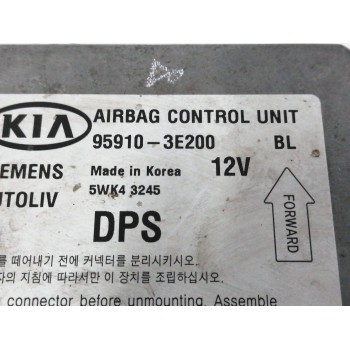 KIA AIRBAG CONTROL UNIT
95910-3E200 BL
EMENS Made in Korea 12V
UTOLIV 5WK4 3245
DPS
FORWARD
를 떼어내기 전에 커넥터를 분리시키시오.
자의 지침에 따라서만 이 장치를 조립하십시오
connector before unmounting. Assemble